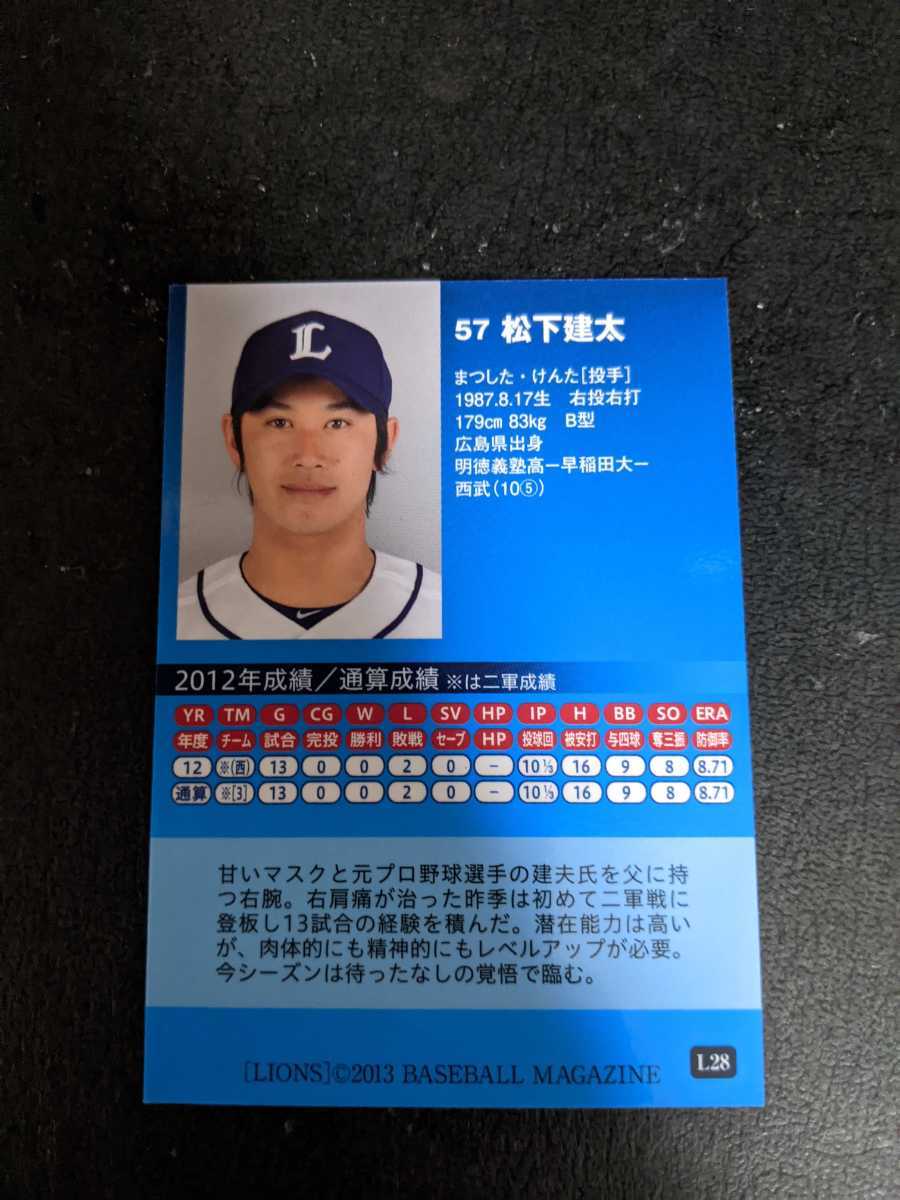 L
57 松下建太
まつした・けんた[投手]
1987.8.17生 右投右打
179cm 83kg B型
広島県出身
明徳義塾高ー早稲田大ー
西武(10⑤)
2012年成績/通算成績 ※は二軍成績
YR TM G CG W L SV HP IP H BB SO ERA
年度 チーム 試合 完投 勝利 敗戦 セーブ HP 投球回 被安打 与四球 奪三振 防御率
12 ※(西) 13 0 0 2 0 − 10⅓ 16 9 8 8.71
通算 ※[3] 13 0 0 2 0 − 10⅓ 16 9 8 8.71
甘いマスクと元プロ野球選手の建夫氏を父に持
つ右腕。右肩痛が治った昨季は初めて二軍戦に
登板し13試合の経験を積んだ。潜在能力は高い
が、肉体的にも精神的にもレベルアップが必要。
今シーズンは待ったなしの覚悟で臨む。
[LIONS]©2013 BASEBALL MAGAZINE
L28